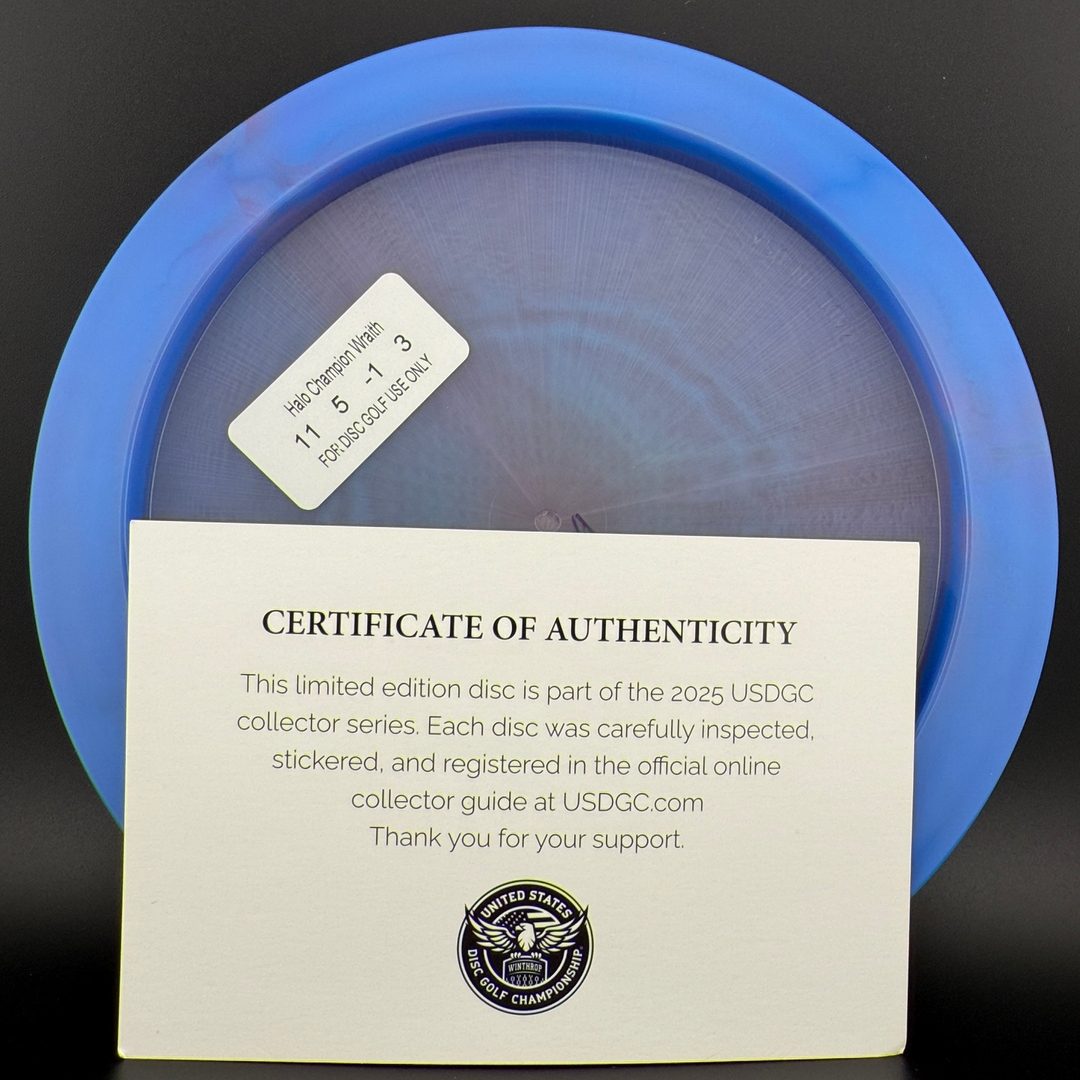 Halo Champion Wraith
11 5 -1 3
FOR DISC GOLF USE ONLY
CERTIFICATE OF AUTHENTICITY
This limited edition disc is part of the 2025 USDGC
collector series. Each disc was carefully inspected,
stickered, and registered in the official online
collector guide at USDGC.com
Thank you for your support.
UNITED STATES
WINTHROP
DISC GOLF CHAMPIONSHIP